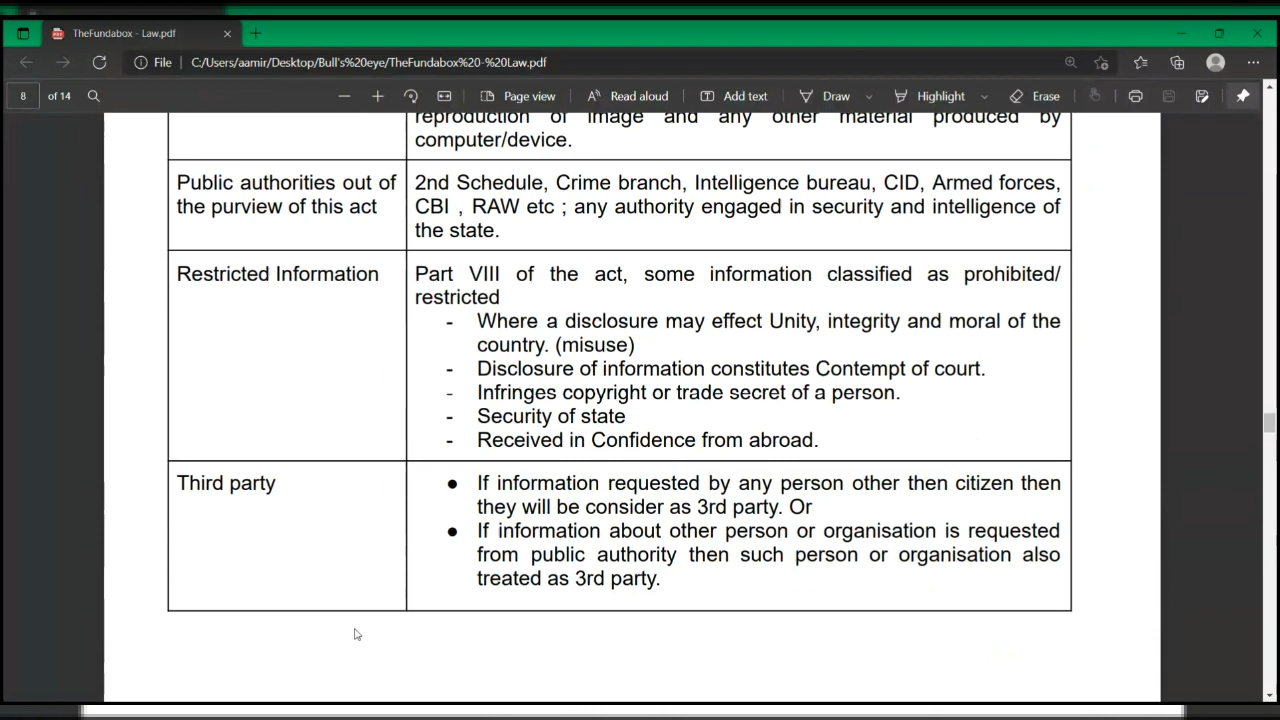 TheFundabox - Law.pdf
File
C:/Users/aamir/Desktop/Bull's%20eye/TheFundabox%20-%20Law.pdf
8 of 14
Page view
Read aloud
Add text
Draw
Highlight
Erase
reproduction of image and any other material produced by
computer/device.
Public authorities out of
the purview of this act
2nd Schedule, Crime branch, Intelligence bureau, CID, Armed forces,
CBI , RAW etc ; any authority engaged in security and intelligence of
the state.
Restricted Information
Part VIII of the act, some information classified as prohibited/
restricted
- Where a disclosure may effect Unity, integrity and moral of the
country. (misuse)
- Disclosure of information constitutes Contempt of court.
- Infringes copyright or trade secret of a person.
- Security of state
- Received in Confidence from abroad.
Third party
● If information requested by any person other then citizen then
they will be consider as 3rd party. Or
● If information about other person or organisation is requested
from public authority then such person or organisation also
treated as 3rd party.